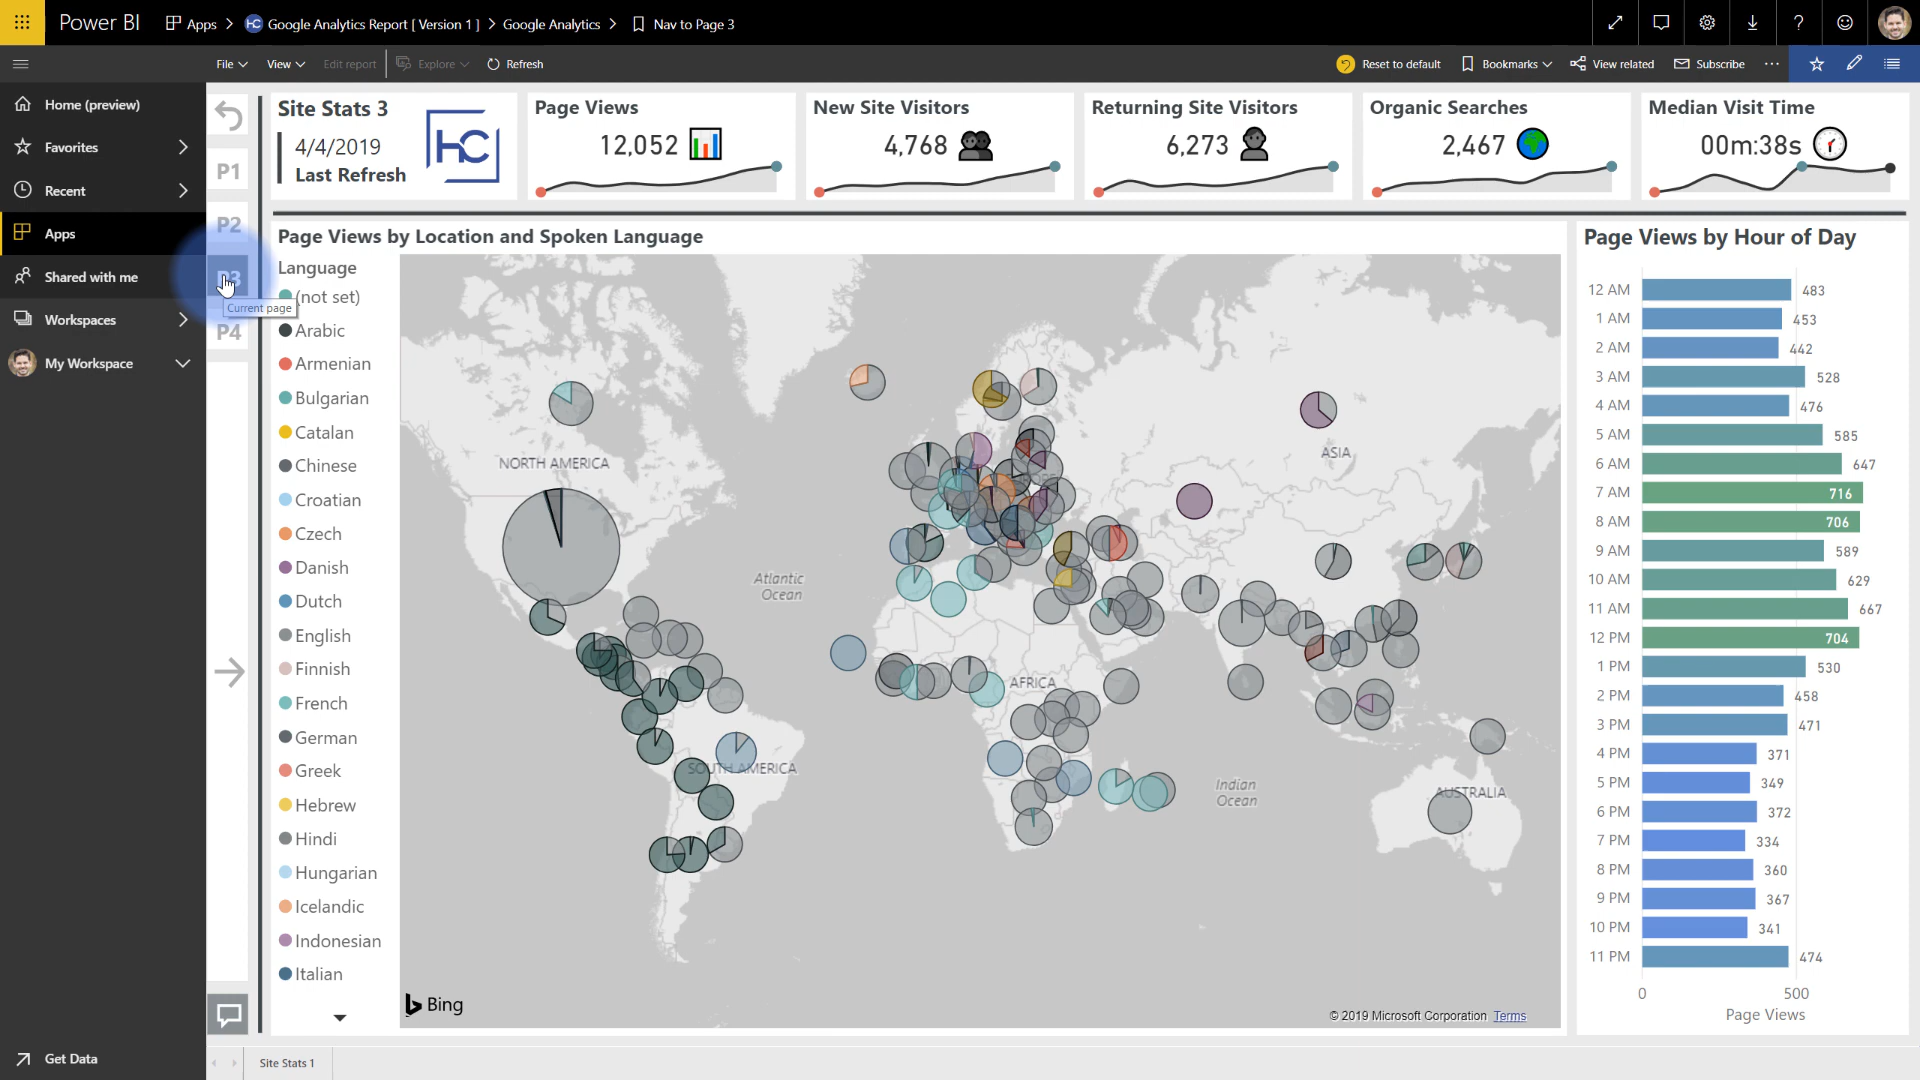 Power BI
Apps > HC Google Analytics Report [ Version 1 ] > Google Analytics > Nav to Page 3
File View Edit report Explore Refresh
Reset to default Bookmarks View related Subscribe
Home (preview)
Favorites
Recent
Apps
Shared with me
Workspaces
My Workspace
Get Data
P1
P2
P3
Current page
P4
Site Stats 3
4/4/2019
Last Refresh
HC
Page Views
12,052
New Site Visitors
4,768
Returning Site Visitors
6,273
Organic Searches
2,467
Median Visit Time
00m:38s
Page Views by Location and Spoken Language
Language
(not set)
Arabic
Armenian
Bulgarian
Catalan
Chinese
Croatian
Czech
Danish
Dutch
English
Finnish
French
German
Greek
Hebrew
Hindi
Hungarian
Icelandic
Indonesian
Italian
NORTH AMERICA
ASIA
Atlantic
Ocean
AFRICA
SOUTH AMERICA
Indian
Ocean
AUSTRALIA
Bing
© 2019 Microsoft Corporation Terms
Page Views by Hour of Day
12 AM 483
1 AM 453
2 AM 442
3 AM 528
4 AM 476
5 AM 585
6 AM 647
7 AM 716
8 AM 706
9 AM 589
10 AM 629
11 AM 667
12 PM 704
1 PM 530
2 PM 458
3 PM 471
4 PM 371
5 PM 349
6 PM 372
7 PM 334
8 PM 360
9 PM 367
10 PM 341
11 PM 474
0 500
Page Views
Site Stats 1